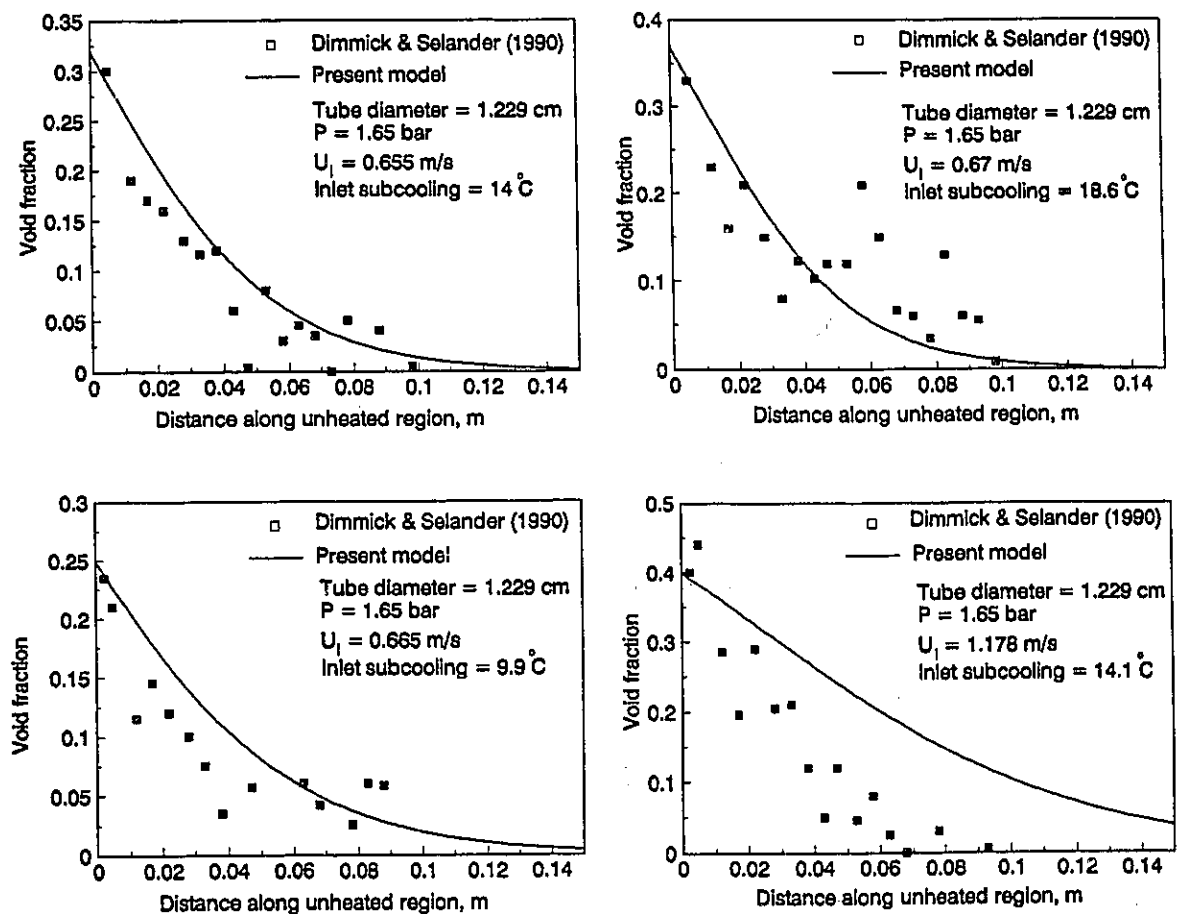 0.35
0.3
0.25
0.2
0.15
0.1
0.05
0
Void fraction
Dimmick & Selander (1990)
Present model
Tube diameter = 1.229 cm
P = 1.65 bar
U_l = 0.655 m/s
Inlet subcooling = 14 °C
0 0.02 0.04 0.06 0.08 0.1 0.12 0.14
Distance along unheated region, m
0.4
0.3
0.2
0.1
0
Void fraction
Dimmick & Selander (1990)
Present model
Tube diameter = 1.229 cm
P = 1.65 bar
U_l = 0.67 m/s
Inlet subcooling = 18.6 °C
0 0.02 0.04 0.06 0.08 0.1 0.12 0.14
Distance along unheated region, m
0.3
0.25
0.2
0.15
0.1
0.05
0
Void fraction
Dimmick & Selander (1990)
Present model
Tube diameter = 1.229 cm
P = 1.65 bar
U_l = 0.665 m/s
Inlet subcooling = 9.9 °C
0 0.02 0.04 0.06 0.08 0.1 0.12 0.14
Distance along unheated region, m
0.5
0.4
0.3
0.2
0.1
0
Void fraction
Dimmick & Selander (1990)
Present model
Tube diameter = 1.229 cm
P = 1.65 bar
U_l = 1.178 m/s
Inlet subcooling = 14.1 °C
0 0.02 0.04 0.06 0.08 0.1 0.12 0.14
Distance along unheated region, m